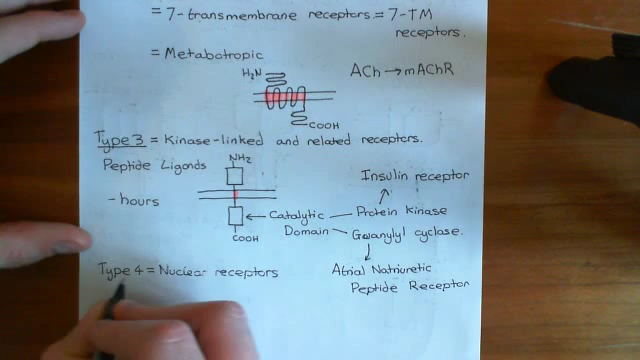 = 7-transmembrane receptors = 7-TM
receptors.
= Metabotropic
H₂N
ACh → mAChR
COOH
Type 3 = Kinase-linked and related receptors.
Peptide Ligands
NH₂
Insulin receptor
- hours
← Catalytic
Domain
Protein Kinase
Guanylyl cyclase.
COOH
Type 4 = Nuclear receptors
Atrial Natriuretic
Peptide Receptor